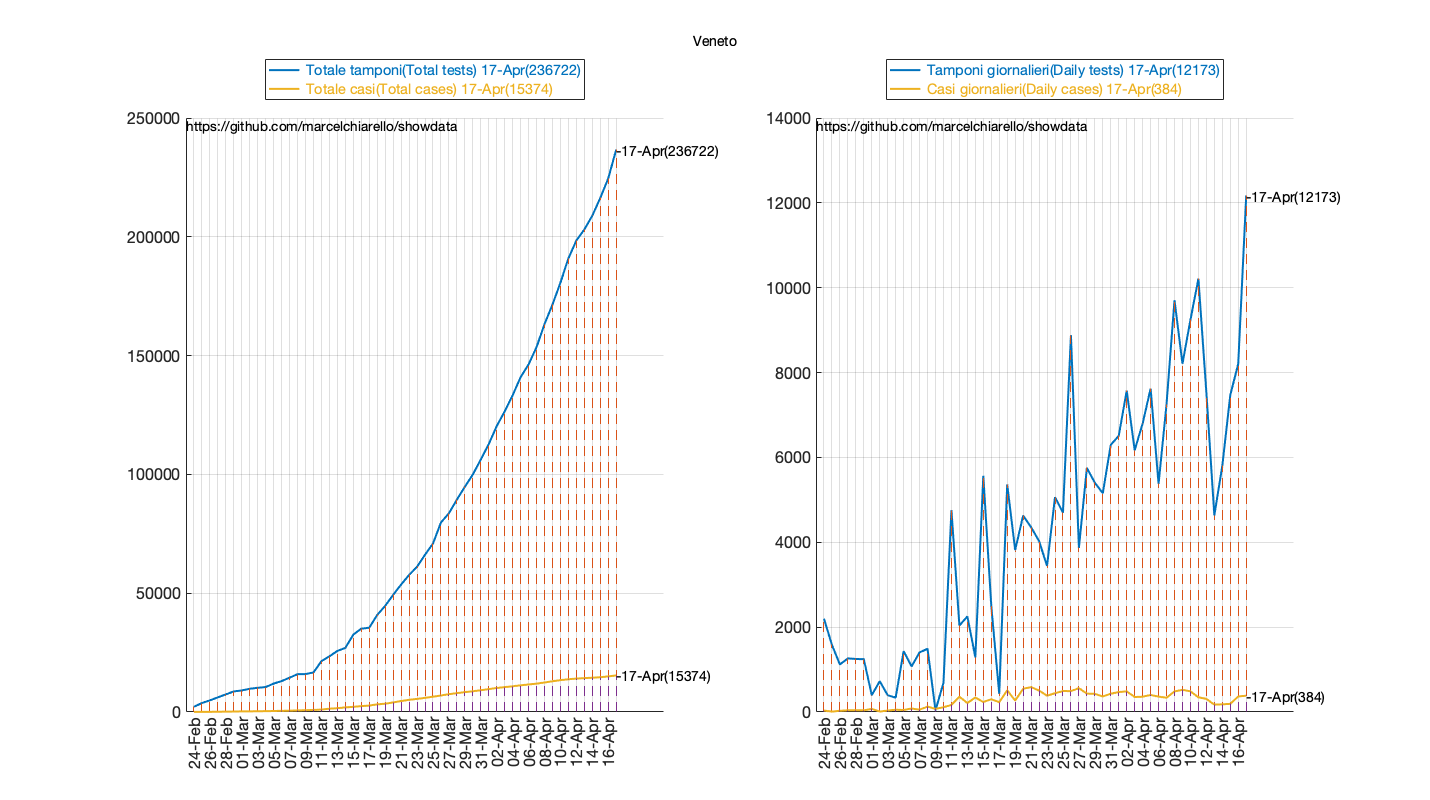 Veneto
Totale tamponi(Total tests) 17-Apr(236722)
Totale casi(Total cases) 17-Apr(15374)
250000
https://github.com/marcelchiarello/showdata
17-Apr(236722)
200000
150000
100000
50000
17-Apr(15374)
0
24-Feb
26-Feb
28-Feb
01-Mar
03-Mar
05-Mar
07-Mar
09-Mar
11-Mar
13-Mar
15-Mar
17-Mar
19-Mar
21-Mar
23-Mar
25-Mar
27-Mar
29-Mar
31-Mar
02-Apr
04-Apr
06-Apr
08-Apr
10-Apr
12-Apr
14-Apr
16-Apr
Tamponi giornalieri(Daily tests) 17-Apr(12173)
Casi giornalieri(Daily cases) 17-Apr(384)
14000
https://github.com/marcelchiarello/showdata
12000
17-Apr(12173)
10000
8000
6000
4000
2000
17-Apr(384)
0
24-Feb
26-Feb
28-Feb
01-Mar
03-Mar
05-Mar
07-Mar
09-Mar
11-Mar
13-Mar
15-Mar
17-Mar
19-Mar
21-Mar
23-Mar
25-Mar
27-Mar
29-Mar
31-Mar
02-Apr
04-Apr
06-Apr
08-Apr
10-Apr
12-Apr
14-Apr
16-Apr